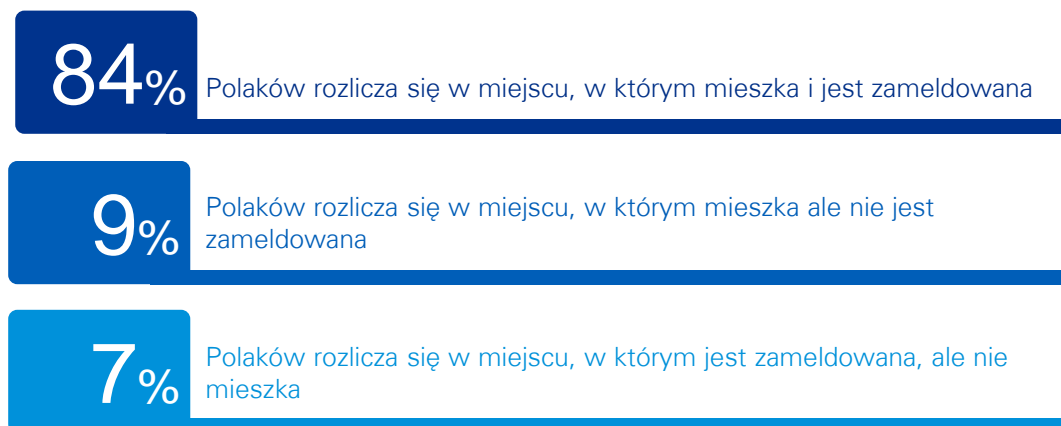 84% Polaków rozlicza się w miejscu, w którym mieszka i jest zameldowana
9% Polaków rozlicza się w miejscu, w którym mieszka ale nie jest
zameldowana
7% Polaków rozlicza się w miejscu, w którym jest zameldowana, ale nie
mieszka